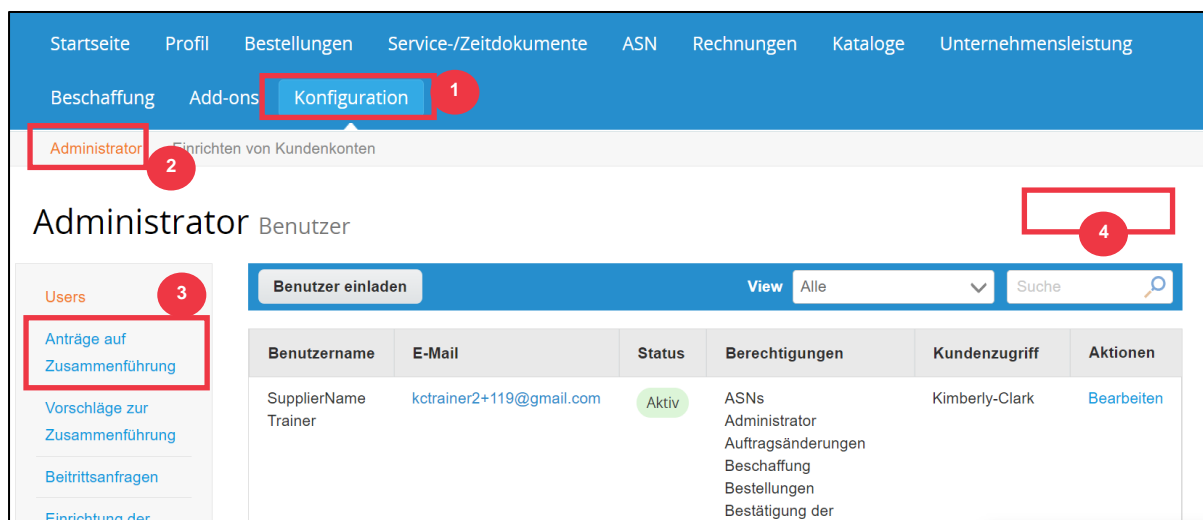 Startseite Profil Bestellungen Service-/Zeitdokumente ASN Rechnungen Kataloge Unternehmensleistung
Beschaffung Add-ons Konfiguration 1
Administrator Einrichten von Kundenkonten
2
Administrator Benutzer
4
Users 3
Anträge auf
Zusammenführung
Vorschläge zur
Zusammenführung
Beitrittsanfragen
Einrichtung der
Benutzer einladen View Alle Suche
Benutzername E-Mail Status Berechtigungen Kundenzugriff Aktionen
SupplierName kctrainer2+119@gmail.com Aktiv ASNs Kimberly-Clark Bearbeiten
Trainer Administrator
Auftragsänderungen
Beschaffung
Bestellungen
Bestätigung der